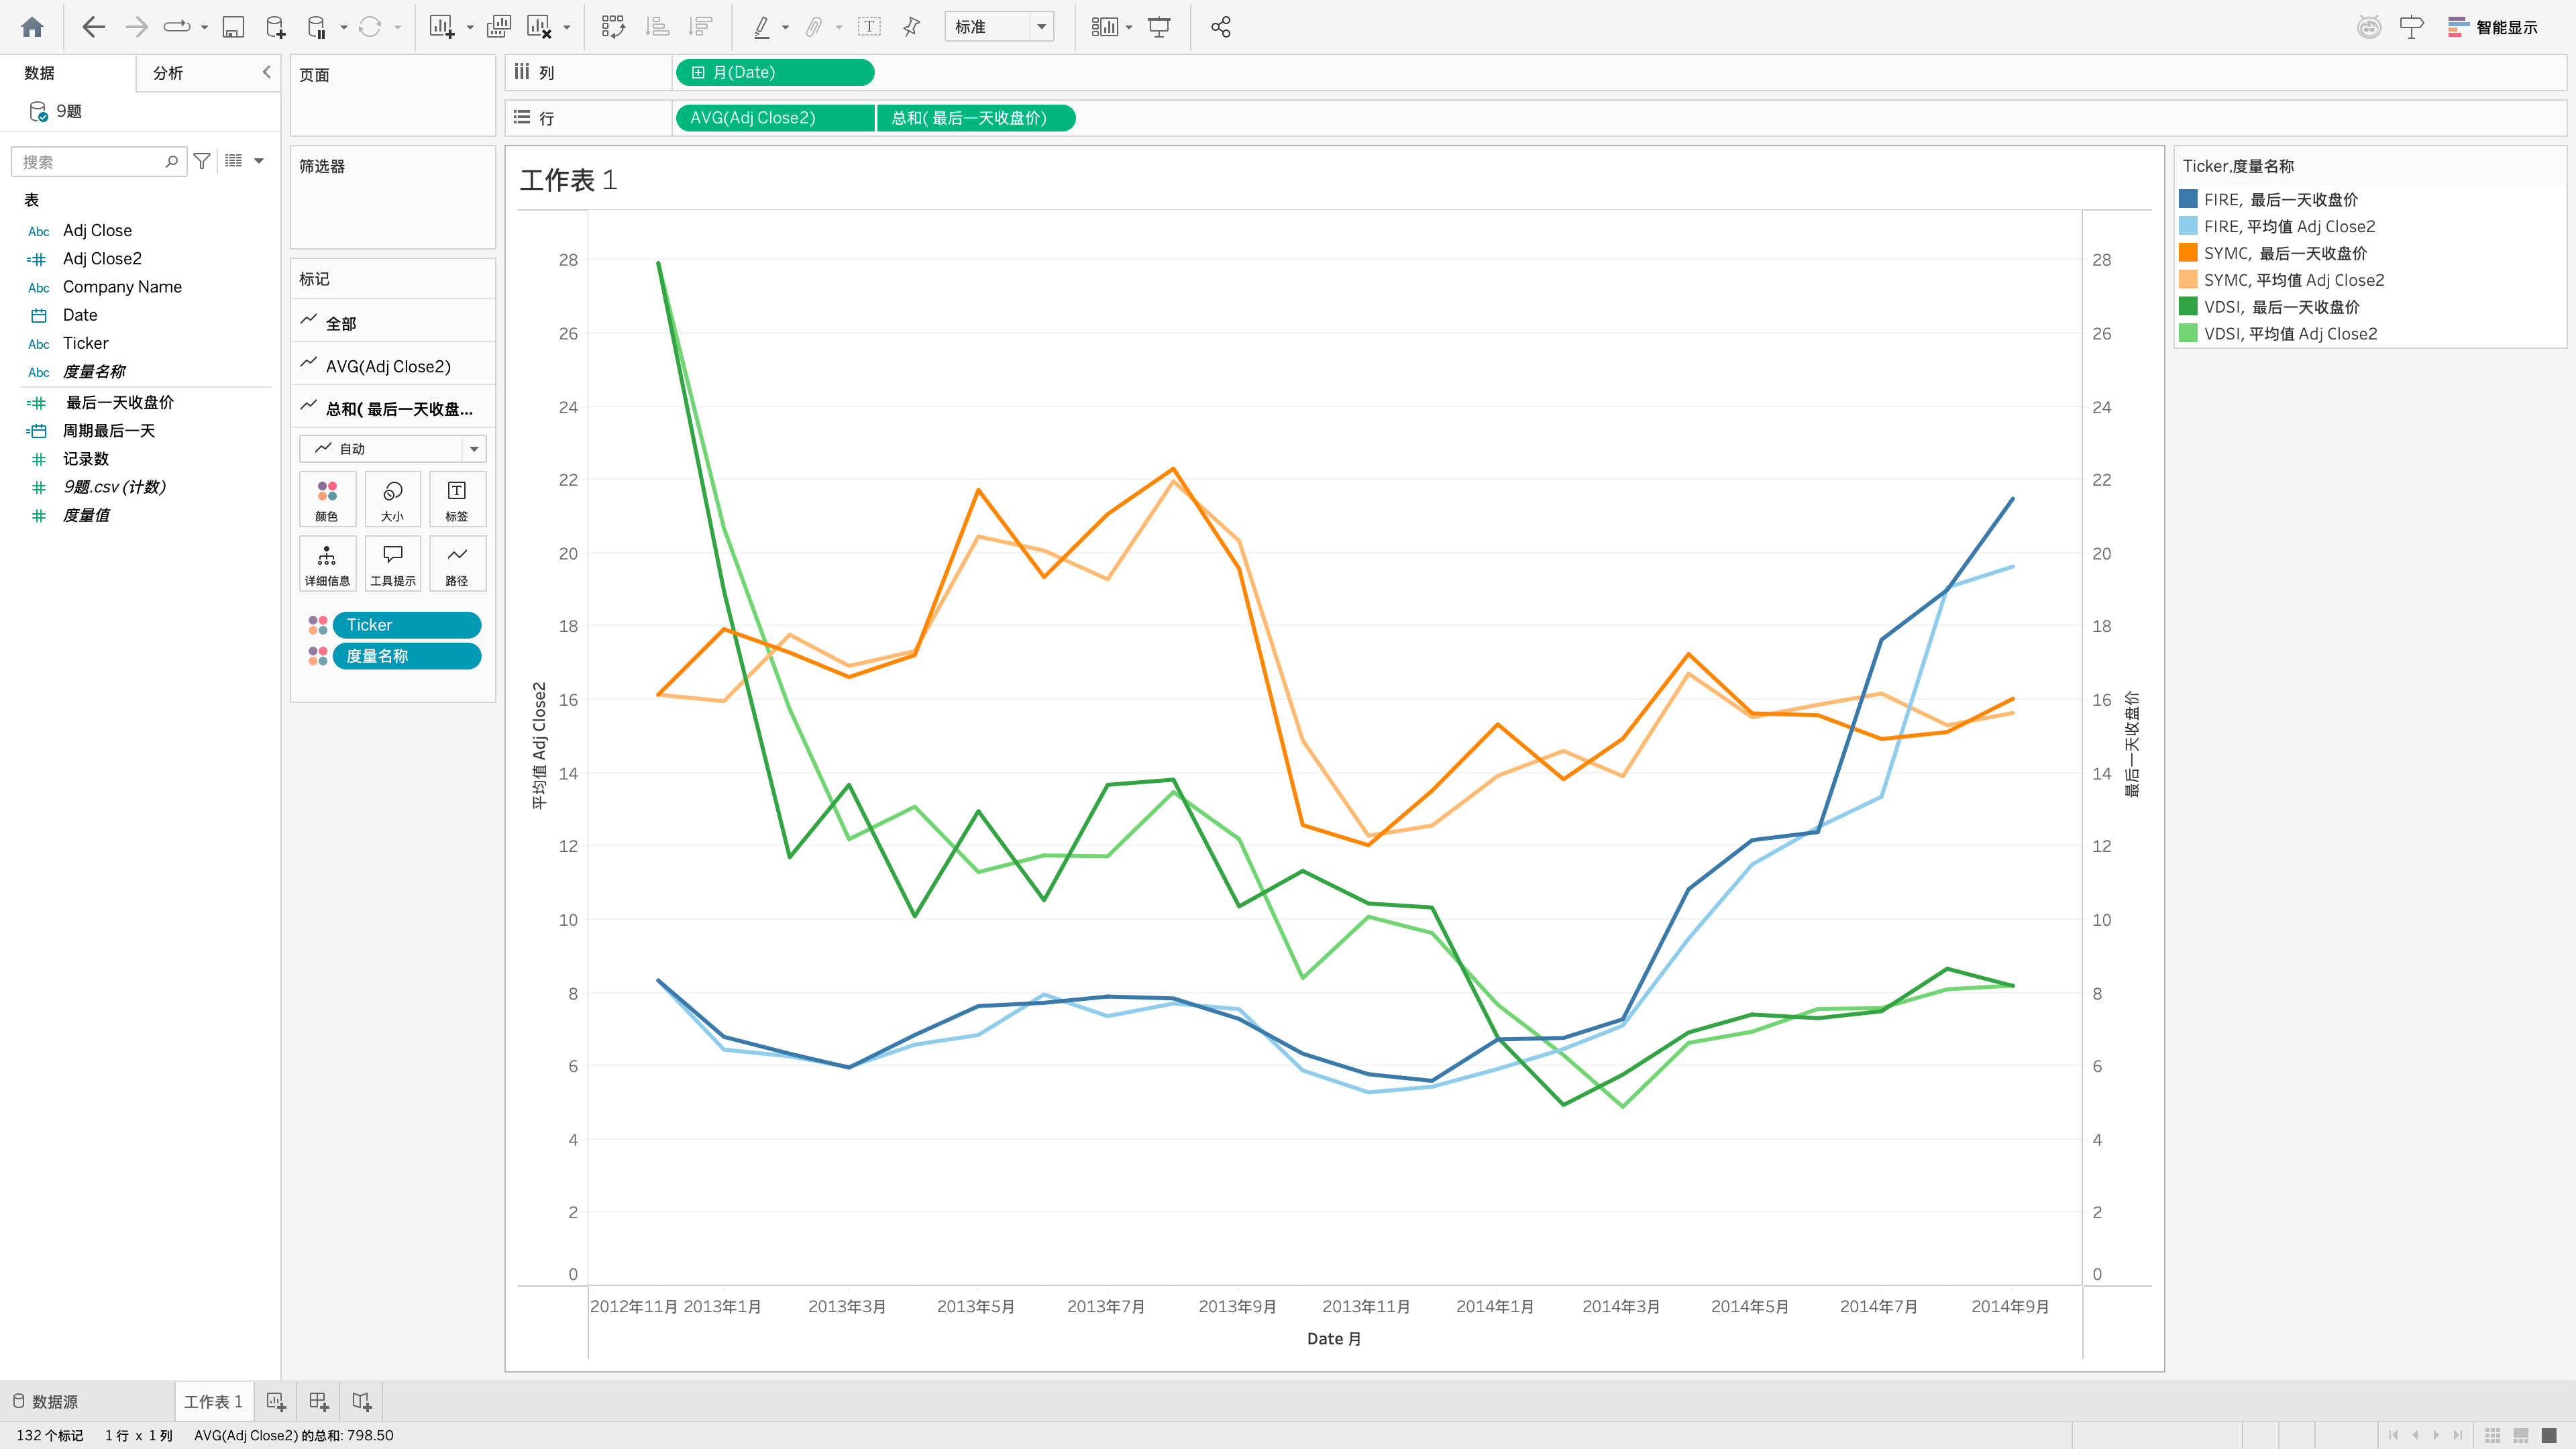 标准
智能显示
数据
分析
9题
搜索
表
Abc Adj Close
Adj Close2
Abc Company Name
Date
Abc Ticker
Abc 度量名称
最后一天收盘价
周期最后一天
记录数
9题.csv (计数)
度量值
页面
筛选器
标记
全部
AVG(Adj Close2)
总和( 最后一天收盘...
自动
颜色
大小
标签
详细信息
工具提示
路径
Ticker
度量名称
列
月(Date)
行
AVG(Adj Close2)
总和( 最后一天收盘价)
工作表 1
28
26
24
22
20
18
16
14
12
10
8
6
4
2
0
平均值 Adj Close2
28
26
24
22
20
18
16
14
12
10
8
6
4
2
0
最后一天收盘价
2012年11月 2013年1月 2013年3月 2013年5月 2013年7月 2013年9月 2013年11月 2014年1月 2014年3月 2014年5月 2014年7月 2014年9月
Date 月
Ticker,度量名称
FIRE, 最后一天收盘价
FIRE, 平均值 Adj Close2
SYMC, 最后一天收盘价
SYMC, 平均值 Adj Close2
VDSI, 最后一天收盘价
VDSI, 平均值 Adj Close2
数据源
工作表 1
132 个标记 1 行 x 1 列 AVG(Adj Close2) 的总和: 798.50